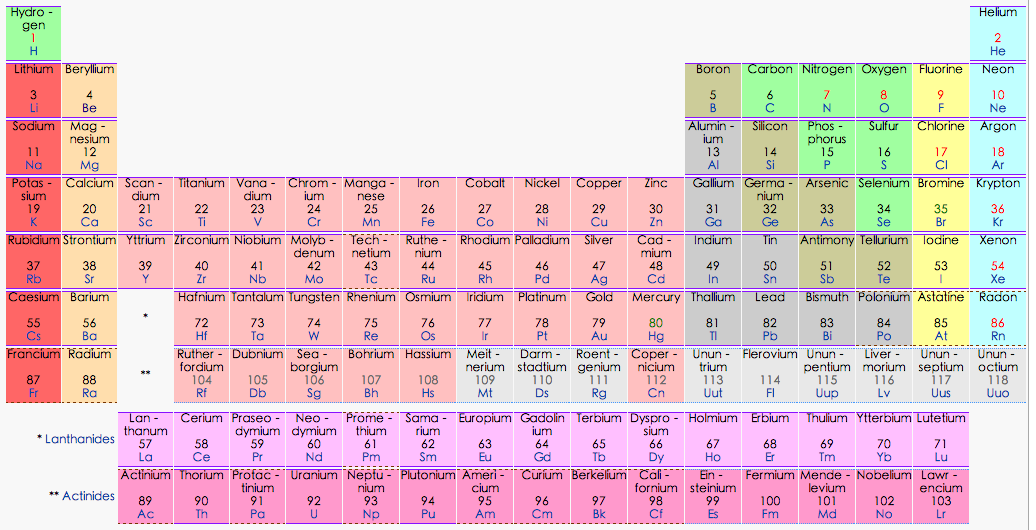 Hydro - Helium
gen
1 2
H He
Lithium Beryllium Boron Carbon Nitrogen Oxygen Fluorine Neon
3 4 5 6 7 8 9 10
Li Be B C N O F Ne
Sodium Mag - Alumin - Silicon Phos - Sulfur Chlorine Argon
nesium ium phorus
11 12 13 14 15 16 17 18
Na Mg Al Si P S Cl Ar
Potas - Calcium Scan - Titanium Vana - Chrom - Manga - Iron Cobalt Nickel Copper Zinc Gallium Germa - Arsenic Selenium Bromine Krypton
sium dium dium ium nese nium
19 20 21 22 23 24 25 26 27 28 29 30 31 32 33 34 35 36
K Ca Sc Ti V Cr Mn Fe Co Ni Cu Zn Ga Ge As Se Br Kr
Rubidium Strontium Yttrium Zirconium Niobium Molyb - Tech - Ruthe - Rhodium Palladium Silver Cad - Indium Tin Antimony Tellurium Iodine Xenon
denum netium nium mium
37 38 39 40 41 42 43 44 45 46 47 48 49 50 51 52 53 54
Rb Sr Y Zr Nb Mo Tc Ru Rh Pd Ag Cd In Sn Sb Te I Xe
Caesium Barium Hafnium Tantalum Tungsten Rhenium Osmium Iridium Platinum Gold Mercury Thallium Lead Bismuth Polonium Astatine Radon
55 56 * 72 73 74 75 76 77 78 79 80 81 82 83 84 85 86
Cs Ba Hf Ta W Re Os Ir Pt Au Hg Tl Pb Bi Po At Rn
Francium Radium Ruther - Dubnium Sea - Bohrium Hassium Meit - Darm - Roent - Coper - Unun - Flerovium Unun - Liver - Unun - Unun -
fordium borgium nerium stadtium genium nicium trium pentium morium septium octium
87 88 ** 104 105 106 107 108 109 110 111 112 113 114 115 116 117 118
Fr Ra Rf Db Sg Bh Hs Mt Ds Rg Cn Uut Fl Uup Lv Uus Uuo
Lan - Cerium Praseo - Neo - Prome - Sama - Europium Gadolin Terbium Dyspro - Holmium Erbium Thulium Ytterbium Lutetium
thanum dymium dymium thium rium ium sium
* Lanthanides 57 58 59 60 61 62 63 64 65 66 67 68 69 70 71
La Ce Pr Nd Pm Sm Eu Gd Tb Dy Ho Er Tm Yb Lu
Actinium Thorium Protac - Uranium Neptu - Plutonium Ameri - Curium Berkelium Cali - Ein - Fermium Mende - Nobelium Lawr -
tinium nium cium fornium steinium levium encium
** Actinides 89 90 91 92 93 94 95 96 97 98 99 100 101 102 103
Ac Th Pa U Np Pu Am Cm Bk Cf Es Fm Md No Lr